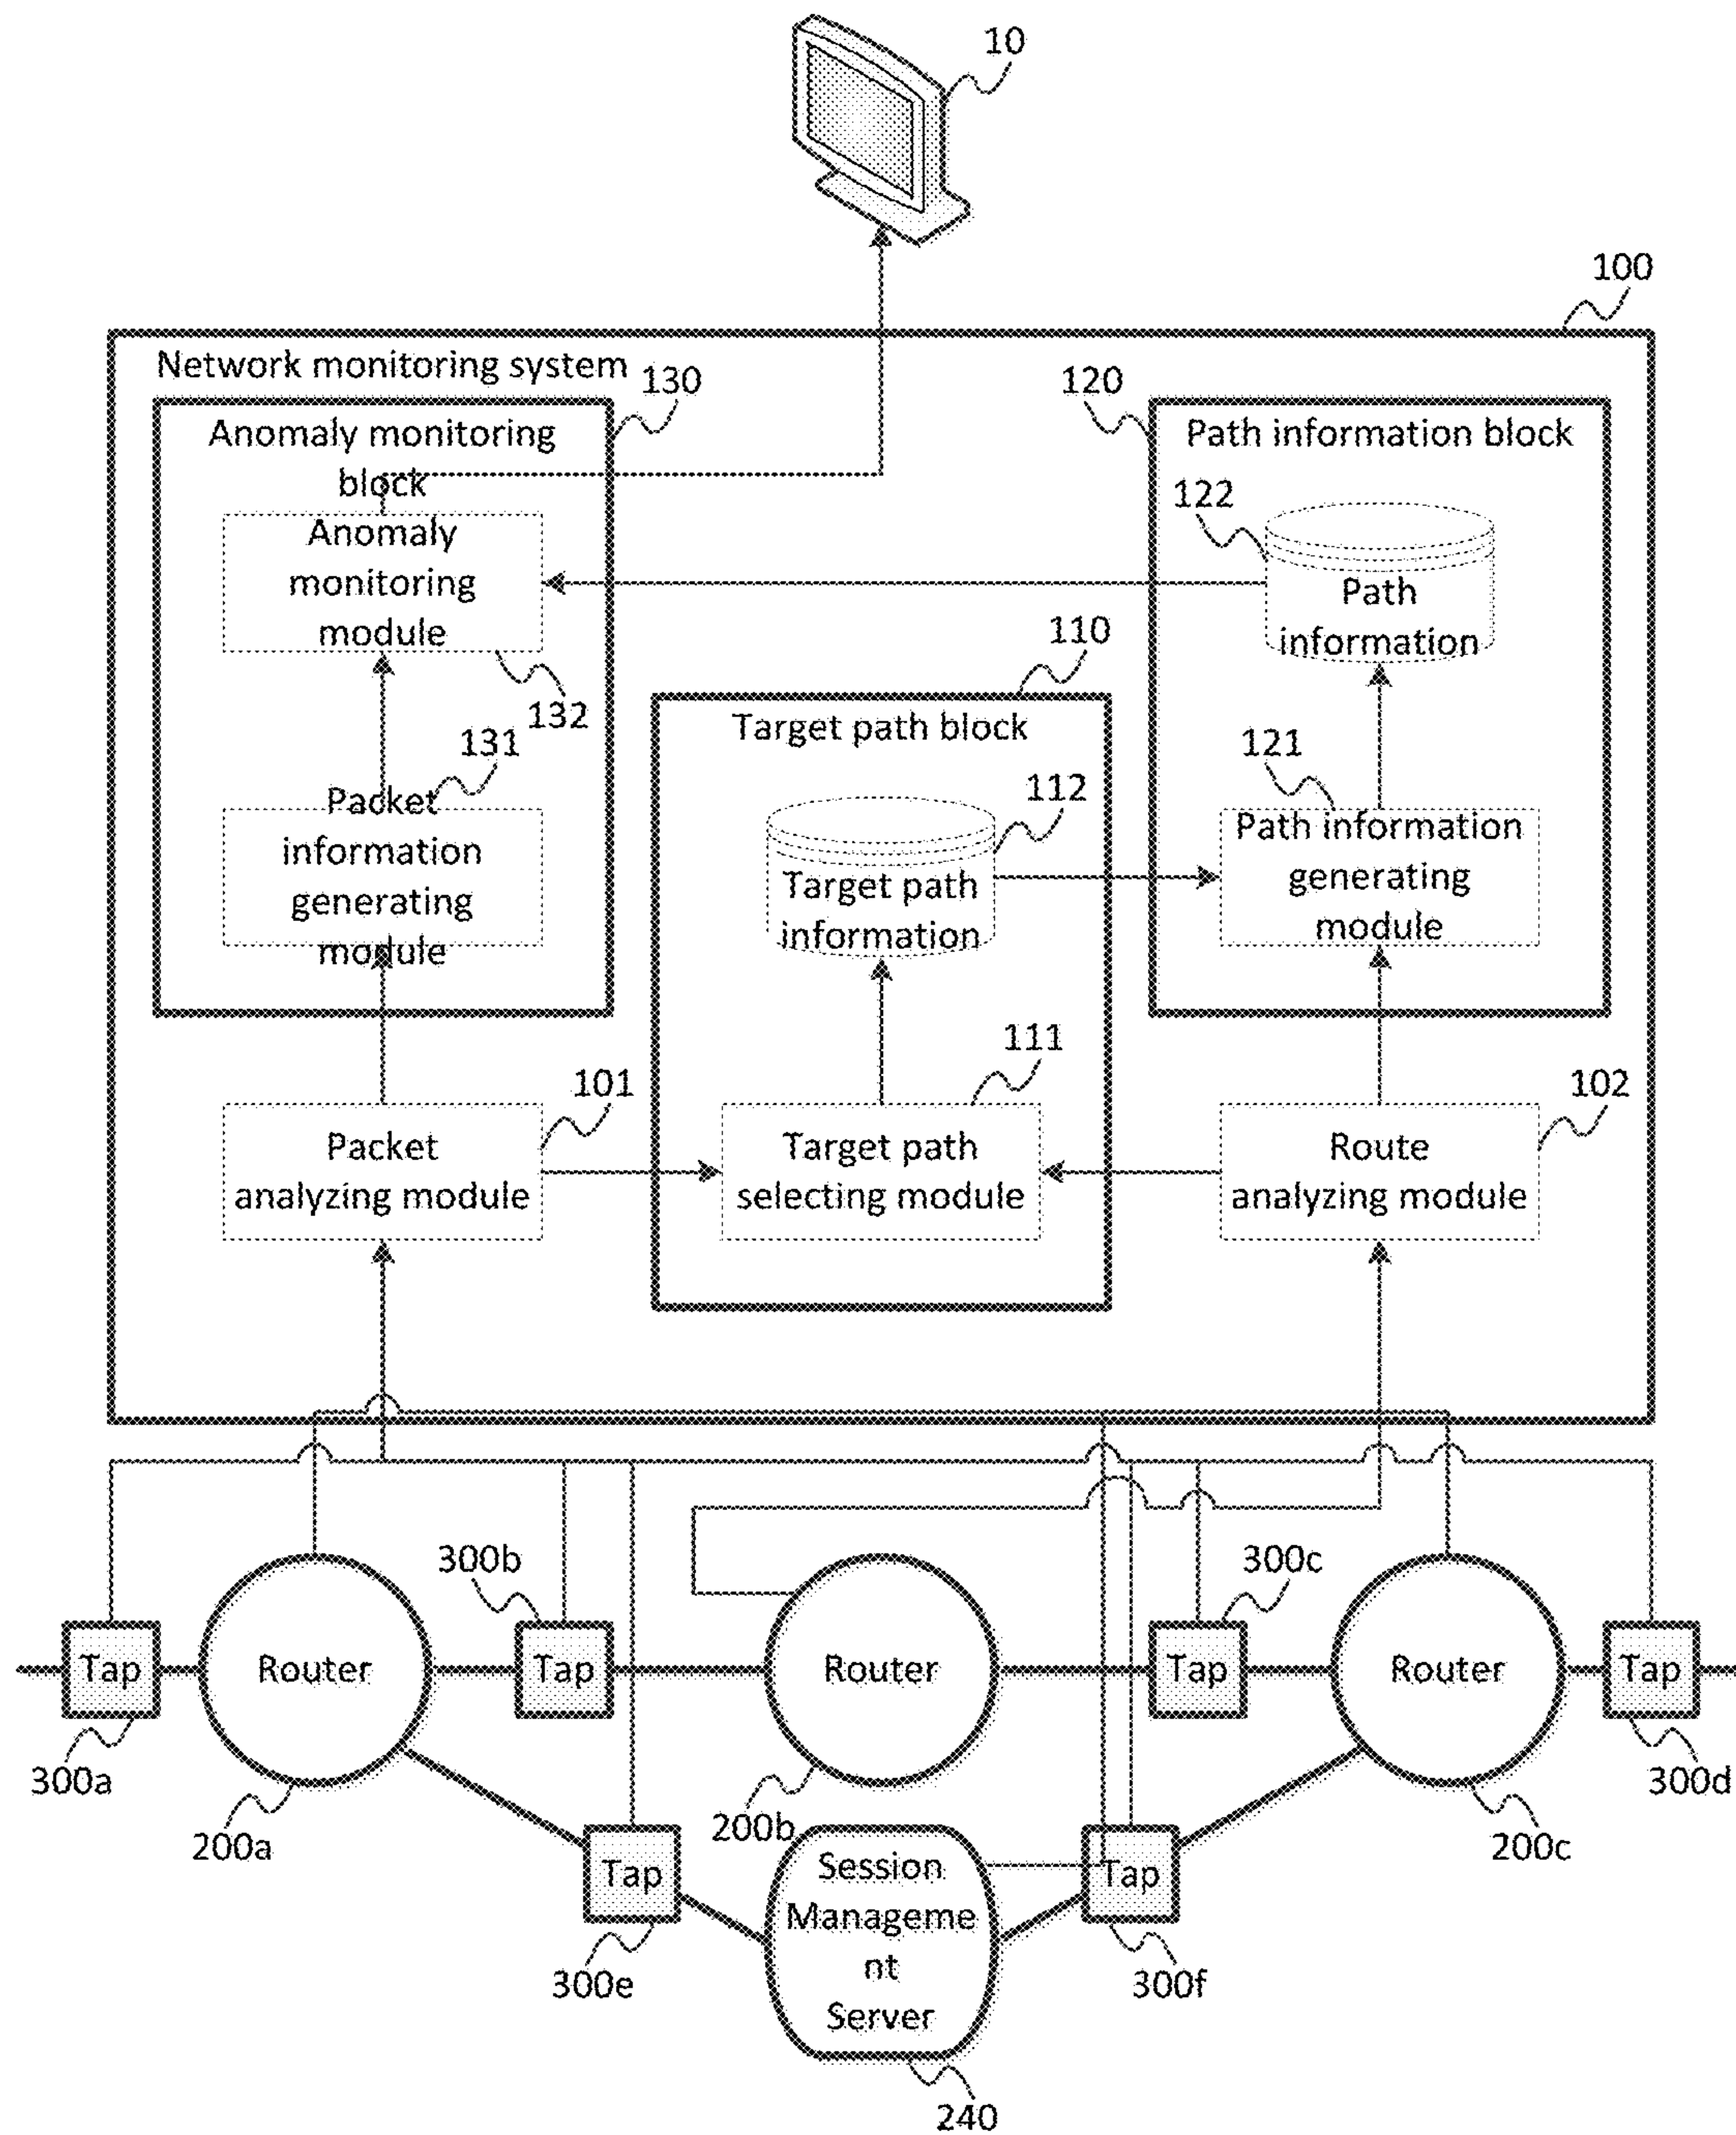 10
100
Network monitoring system
130
120
Anomaly monitoring
block
Path information block
122
Anomaly
monitoring
module
Path
information
110
132
131
Target path block
121
112
Packet
information
generating
module
Path information
generating
module
Target path
information
111
101
102
Packet
analyzing module
Target path
selecting module
Route
analyzing module
300b
300c
Tap
Router
Tap
Router
Tap
Router
Tap
300a
300d
200a
200b
200c
Tap
Session
Manageme
nt
Server
Tap
300e
300f
240